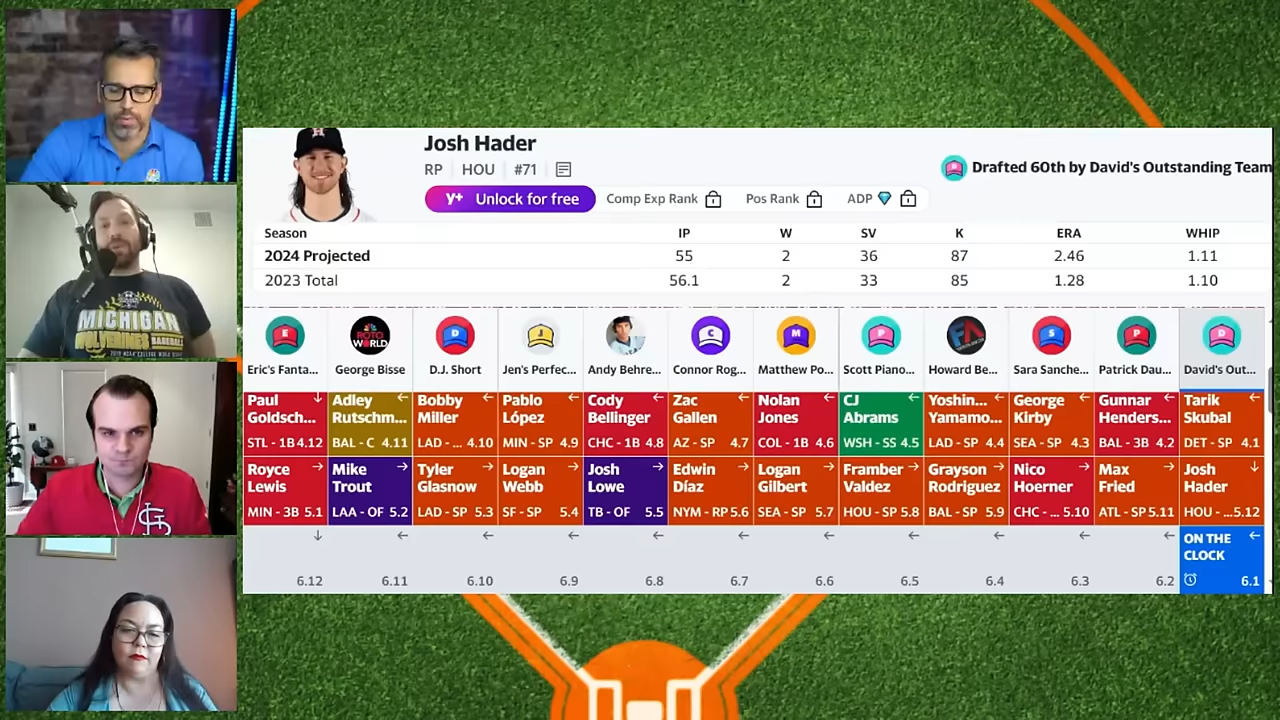 Josh Hader
RP HOU #71
Drafted 60th by David's Outstanding Team
y+ Unlock for free Comp Exp Rank Pos Rank ADP
Season IP W SV K ERA WHIP
2024 Projected 55 2 36 87 2.46 1.11
2023 Total 56.1 2 33 85 1.28 1.10
E J D C M P S P D
ROTO WORLD
FA
Eric's Fanta... George Bisse D.J. Short Jen's Perfec... Andy Behre... Connor Rog... Matthew Po... Scott Piano... Howard Be... Sara Sanche... Patrick Dau... David's Out...
Paul Goldsch... STL - 1B 4.12
Adley Rutschm... BAL - C 4.11
Bobby Miller LAD - ... 4.10
Pablo López MIN - SP 4.9
Cody Bellinger CHC - 1B 4.8
Zac Gallen AZ - SP 4.7
Nolan Jones COL - 1B 4.6
CJ Abrams WSH - SS 4.5
Yoshin... Yamamo... LAD - SP 4.4
George Kirby SEA - SP 4.3
Gunnar Henders... BAL - 3B 4.2
Tarik Skubal DET - SP 4.1
Royce Lewis MIN - 3B 5.1
Mike Trout LAA - OF 5.2
Tyler Glasnow LAD - SP 5.3
Logan Webb SF - SP 5.4
Josh Lowe TB - OF 5.5
Edwin Díaz NYM - RP 5.6
Logan Gilbert SEA - SP 5.7
Framber Valdez HOU - SP 5.8
Grayson Rodriguez BAL - SP 5.9
Nico Hoerner CHC - ... 5.10
Max Fried ATL - SP 5.11
Josh Hader HOU - ... 5.12
6.12 6.11 6.10 6.9 6.8 6.7 6.6 6.5 6.4 6.3 6.2
ON THE CLOCK 6.1
MICHIGAN
WOLVERINES BASEBALL
STL